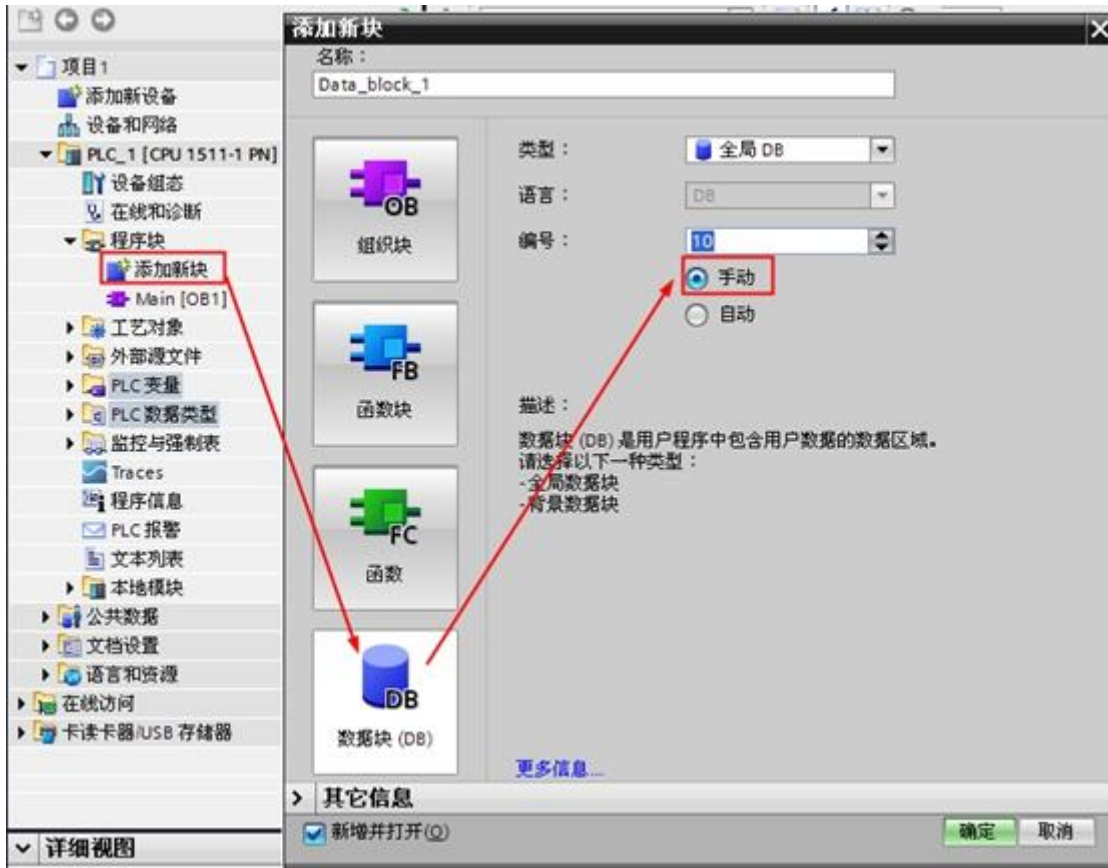 项目1
添加新设备
设备和网络
PLC_1 [CPU 1511-1 PN]
设备组态
在线和诊断
程序块
添加新块
Main [OB1]
工艺对象
外部源文件
PLC 变量
PLC 数据类型
监控与强制表
Traces
程序信息
PLC 报警
文本列表
本地模块
公共数据
文档设置
语言和资源
在线访问
卡读卡器/USB 存储器
详细视图
添加新块
名称：
Data_block_1
OB
组织块
FB
函数块
FC
函数
DB
数据块 (DB)
类型：
全局 DB
语言：
DB
编号：
10
手动
自动
描述：
数据块 (DB) 是用户程序中包含用户数据的数据区域。
请选择以下一种类型：
-全局数据块
-背景数据块
更多信息...
其它信息
新增并打开(O)
确定
取消